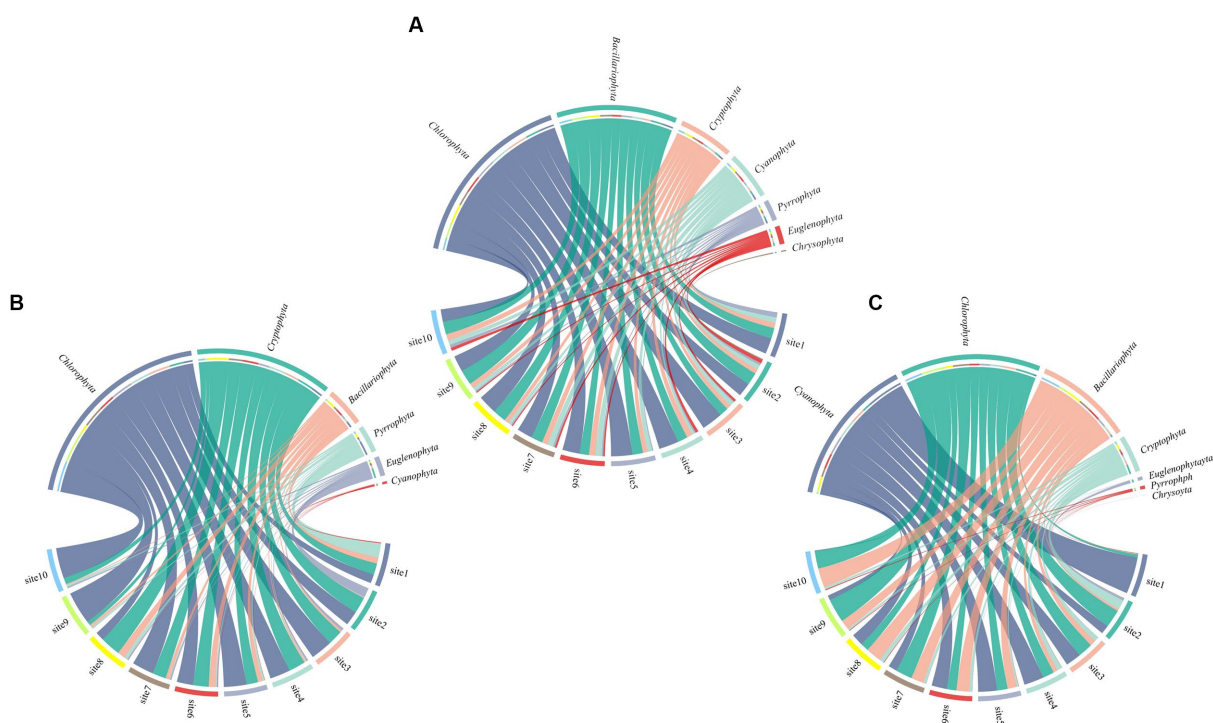 A
Chlorophyta
Bacillariophyta
Cryptophyta
Cyanophyta
Pyrrophyta
Euglenophyta
Chrysophyta
site10
site9
site8
site7
site6
site5
site4
site3
site2
site1
B
Chlorophyta
Cryptophyta
Bacillariophyta
Pyrrophyta
Euglenophyta
Cyanophyta
site10
site9
site8
site7
site6
site5
site4
site3
site2
site1
C
Cyanophyta
Chlorophyta
Bacillariophyta
Cryptophyta
Euglenophytayta
Pyrrophph
Chrysoyta
site10
site9
site8
site7
site6
site5
site4
site3
site2
site1